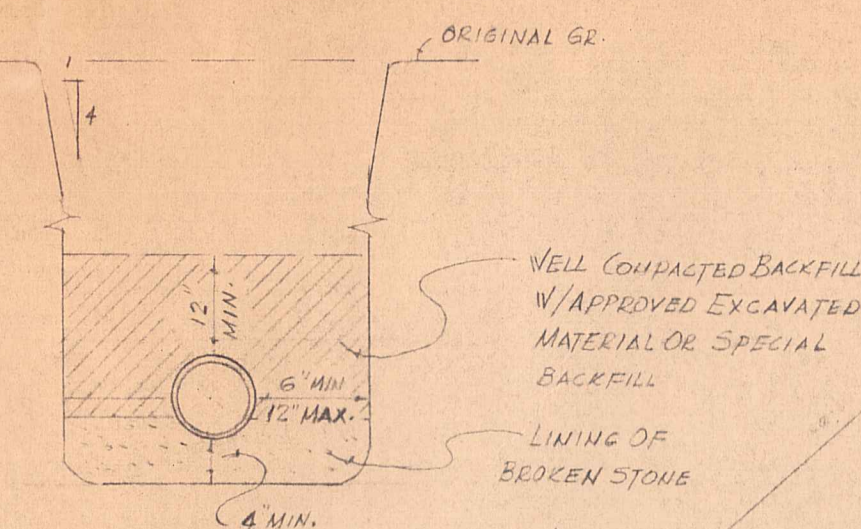 ORIGINAL GR.
1
4
12"
MIN.
WELL COMPACTED BACKFILL
W/APPROVED EXCAVATED
MATERIAL OR SPECIAL
BACKFILL
6" MIN
12" MAX.
LINING OF
BROKEN STONE
4" MIN.